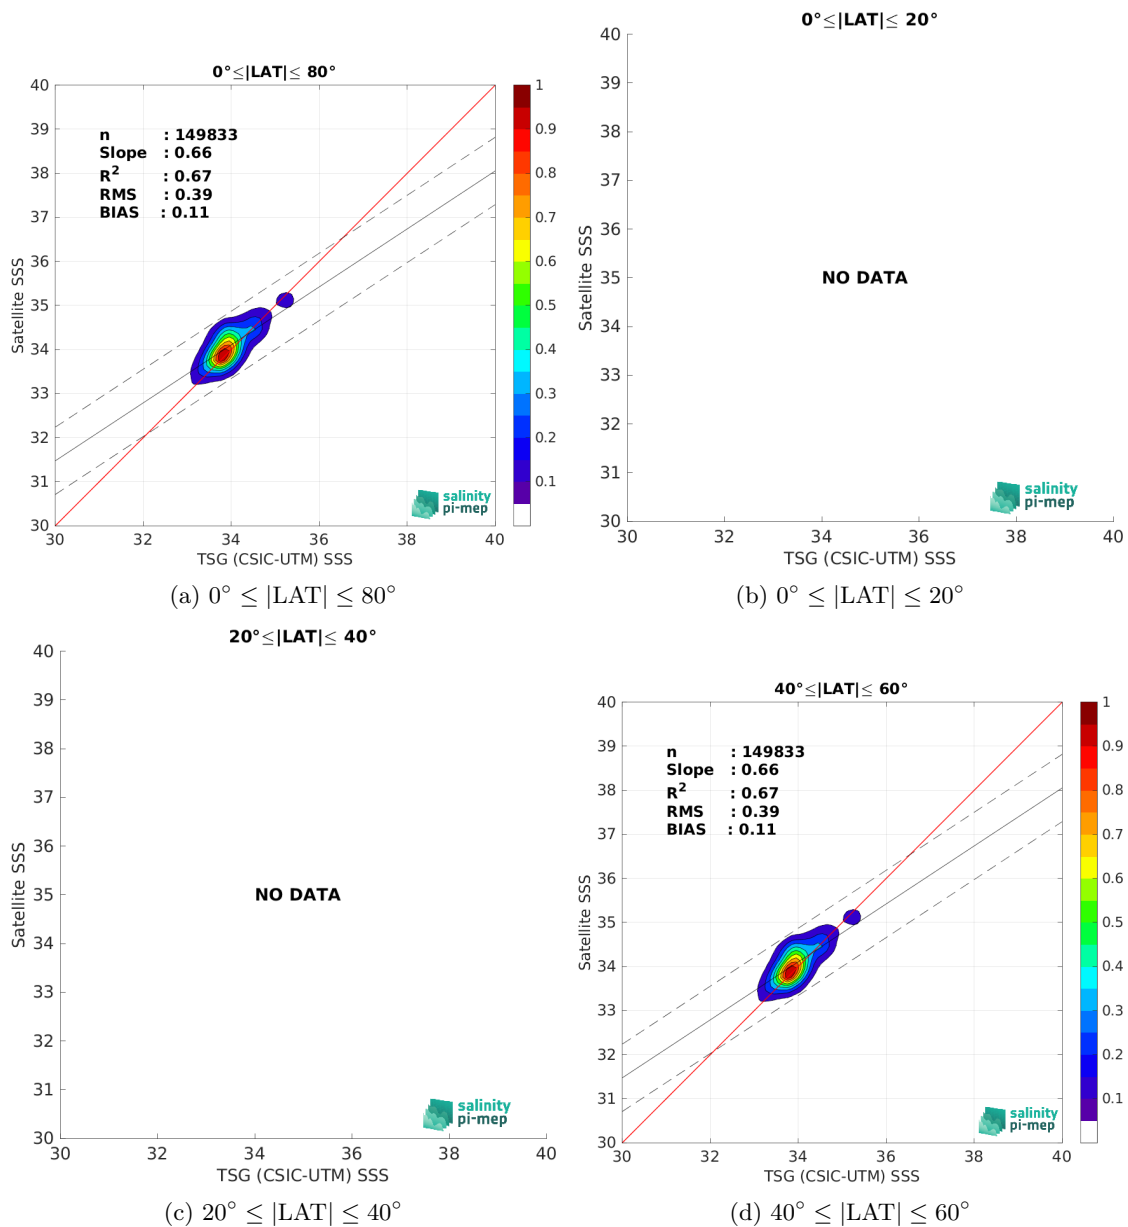 0°≤|LAT|≤ 80°
40
39
38
37
36
35
34
33
32
31
30
Satellite SSS
n : 149833
Slope : 0.66
R² : 0.67
RMS : 0.39
BIAS : 0.11
1
0.9
0.8
0.7
0.6
0.5
0.4
0.3
0.2
0.1
salinity
pi-mep
30 32 34 36 38 40
TSG (CSIC-UTM) SSS
(a) 0° ≤ |LAT| ≤ 80°
0°≤|LAT|≤ 20°
40
39
38
37
36
35
34
33
32
31
30
Satellite SSS
NO DATA
salinity
pi-mep
30 32 34 36 38 40
TSG (CSIC-UTM) SSS
(b) 0° ≤ |LAT| ≤ 20°
20°≤|LAT|≤ 40°
40
39
38
37
36
35
34
33
32
31
30
Satellite SSS
NO DATA
salinity
pi-mep
30 32 34 36 38 40
TSG (CSIC-UTM) SSS
(c) 20° ≤ |LAT| ≤ 40°
40°≤|LAT|≤ 60°
40
39
38
37
36
35
34
33
32
31
30
Satellite SSS
n : 149833
Slope : 0.66
R² : 0.67
RMS : 0.39
BIAS : 0.11
1
0.9
0.8
0.7
0.6
0.5
0.4
0.3
0.2
0.1
salinity
pi-mep
30 32 34 36 38 40
TSG (CSIC-UTM) SSS
(d) 40° ≤ |LAT| ≤ 60°